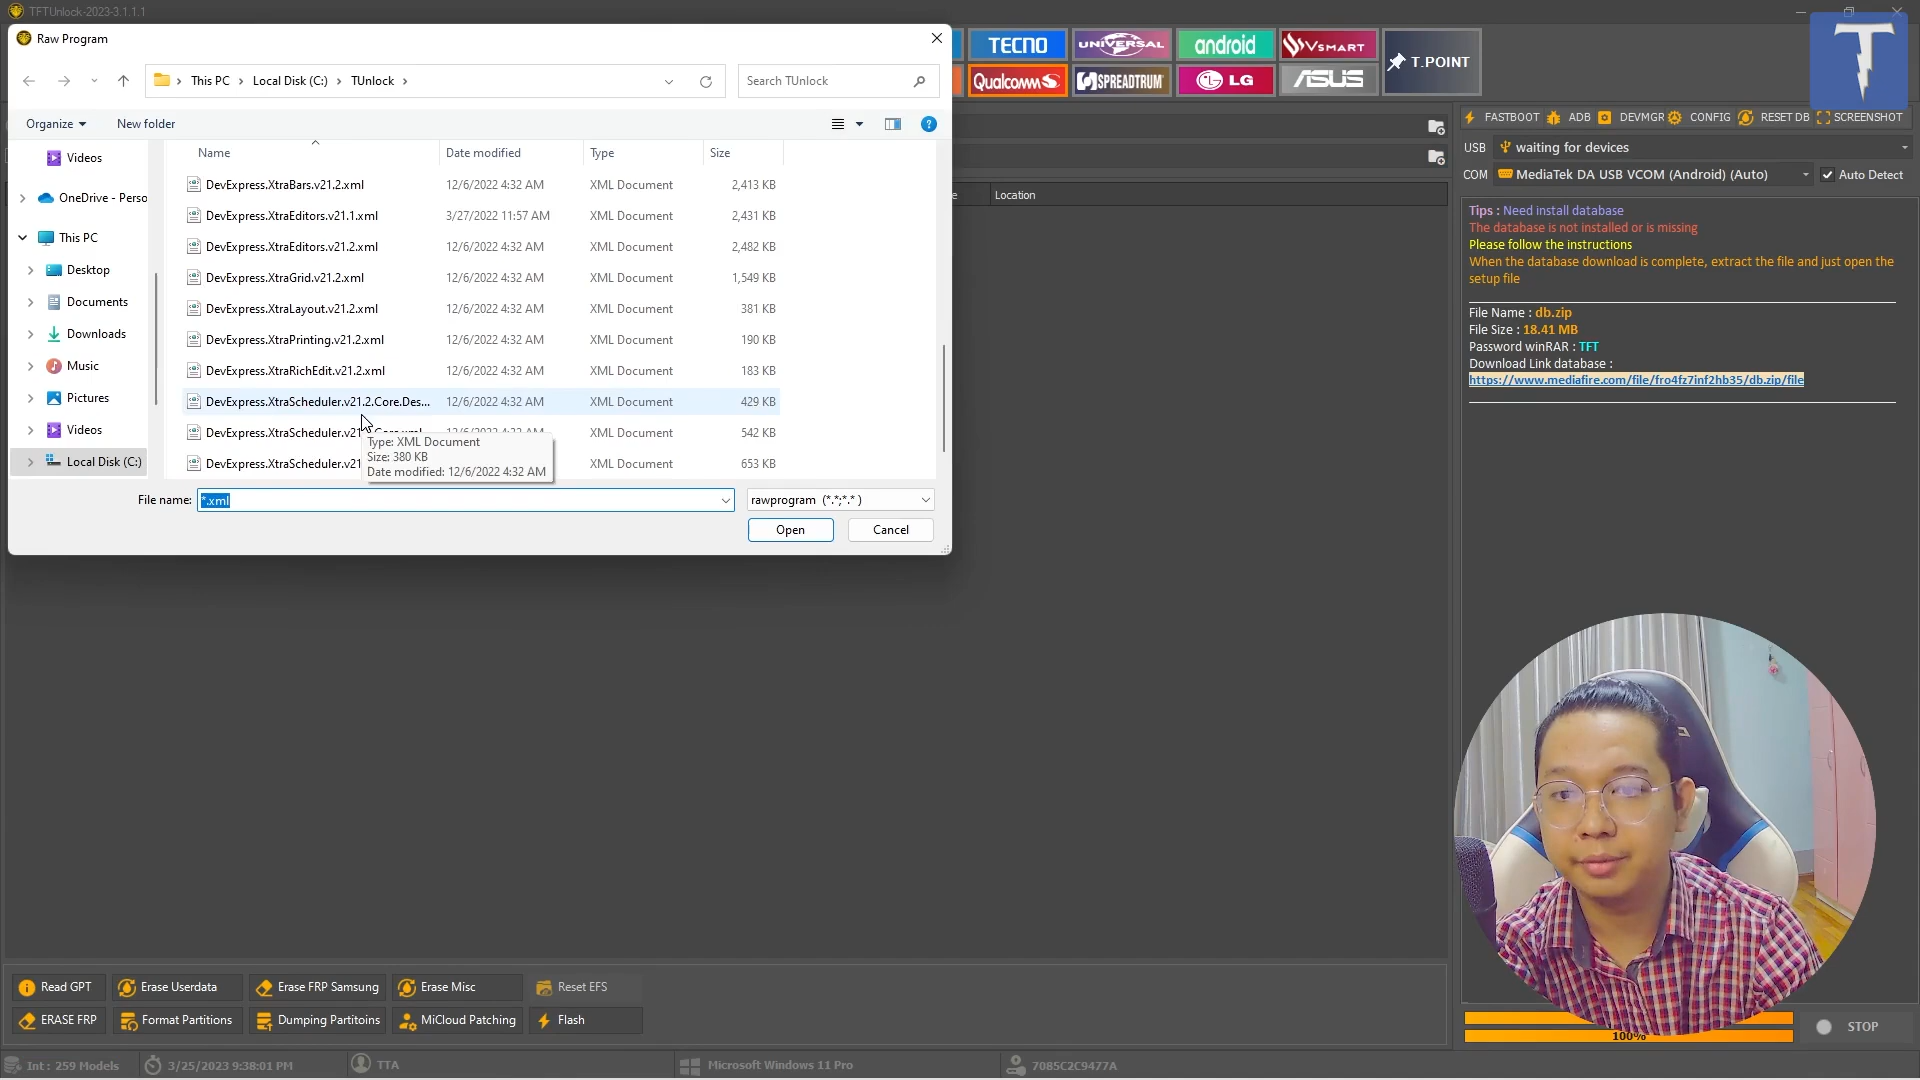 TFTUnlock-2023-3.1.1.1
Raw Program
This PC
Local Disk (C:)
TUnlock
Search TUnlock
Organize
New folder
Name
Date modified
Type
Size
Videos
OneDrive - Perso
This PC
Desktop
Documents
Downloads
Music
Pictures
Videos
Local Disk (C:)
DevExpress.XtraBars.v21.2.xml 12/6/2022 4:32 AM XML Document 2,413 KB
DevExpress.XtraEditors.v21.1.xml 3/27/2022 11:57 AM XML Document 2,431 KB
DevExpress.XtraEditors.v21.2.xml 12/6/2022 4:32 AM XML Document 2,482 KB
DevExpress.XtraGrid.v21.2.xml 12/6/2022 4:32 AM XML Document 1,549 KB
DevExpress.XtraLayout.v21.2.xml 12/6/2022 4:32 AM XML Document 381 KB
DevExpress.XtraPrinting.v21.2.xml 12/6/2022 4:32 AM XML Document 190 KB
DevExpress.XtraRichEdit.v21.2.xml 12/6/2022 4:32 AM XML Document 183 KB
DevExpress.XtraScheduler.v21.2.Core.Des... 12/6/2022 4:32 AM XML Document 429 KB
DevExpress.XtraScheduler.v21 XML Document 542 KB
DevExpress.XtraScheduler.v21 XML Document 653 KB
Type: XML Document
Size: 380 KB
Date modified: 12/6/2022 4:32 AM
File name: *.xml
rawprogram (*.*;*.* )
Open
Cancel
TECNO
UNIVERSAL
android
VSMART
T.POINT
Qualcomm
SPREADTRUM
LG
ASUS
T
FASTBOOT
ADB
DEVMGR
CONFIG
RESET DB
SCREENSHOT
USB waiting for devices
COM MediaTek DA USB VCOM (Android) (Auto)
Auto Detect
Location
Tips : Need install database
The database is not installed or is missing
Please follow the instructions
When the database download is complete, extract the file and just open the
setup file
File Name : db.zip
File Size : 18.41 MB
Password winRAR : TFT
Download Link database :
https://www.mediafire.com/file/fro4fz7inf2hb35/db.zip/file
Read GPT
Erase Userdata
Erase FRP Samsung
Erase Misc
Reset EFS
ERASE FRP
Format Partitions
Dumping Partitoins
MiCloud Patching
Flash
100%
STOP
Int : 259 Models
3/25/2023 9:38:01 PM
TTA
Microsoft Windows 11 Pro
7085C2C9477A